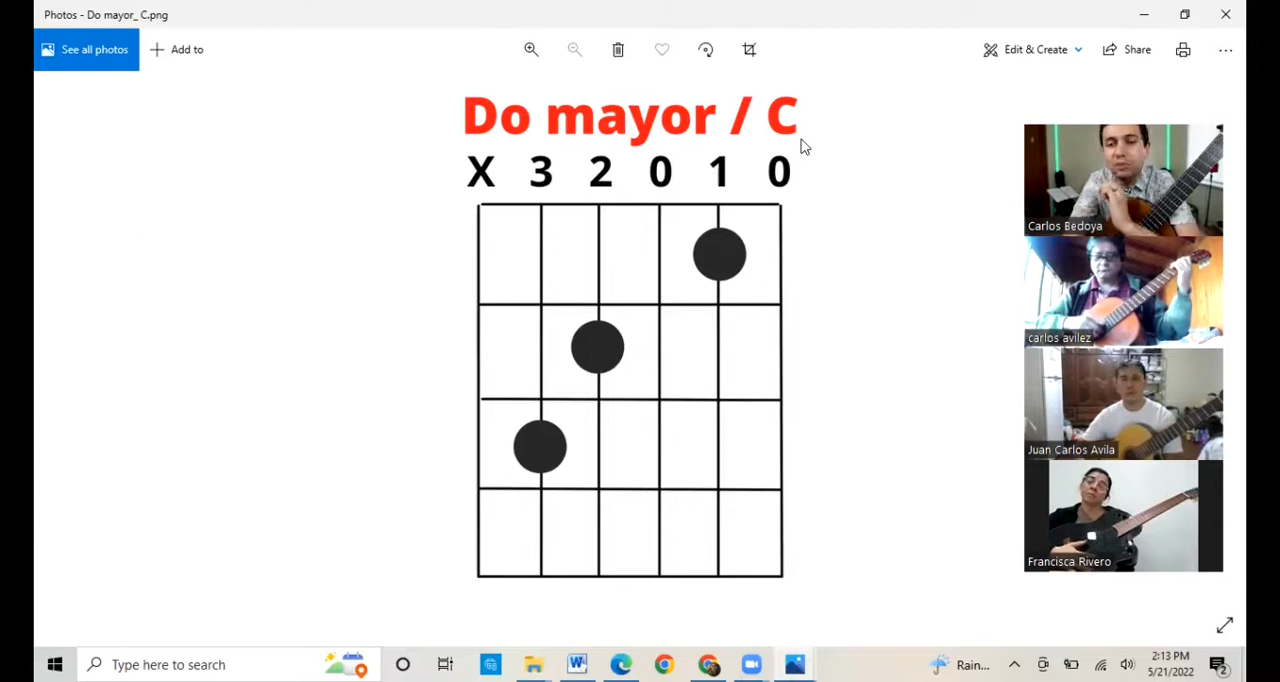 Photos - Do mayor_ C.png
See all photos
Add to
Edit & Create
Share
Do mayor / C
X 3 2 0 1 0
Carlos Bedoya
carlos avilez
Juan Carlos Avila
Francisca Rivero
Type here to search
Rain...
2:13 PM
5/21/2022
2